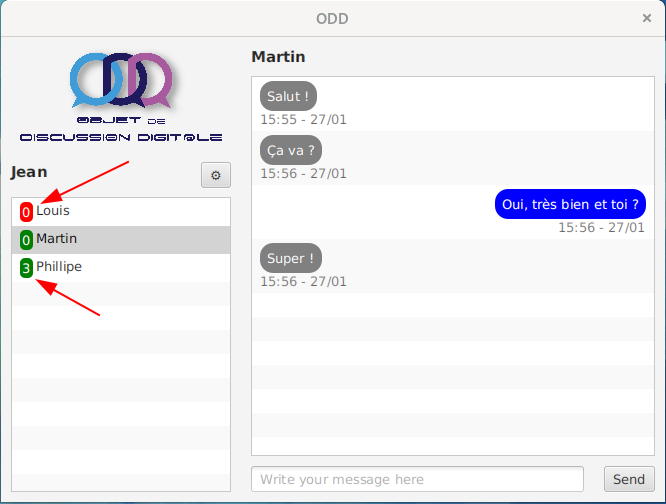 ODD
OBJET DE
DISCUSSION DIGIT@LE
Jean
0 Louis
0 Martin
3 Phillipe
Martin
Salut !
15:55 - 27/01
Ça va ?
15:56 - 27/01
Oui, très bien et toi ?
15:56 - 27/01
Super !
15:56 - 27/01
Write your message here
Send